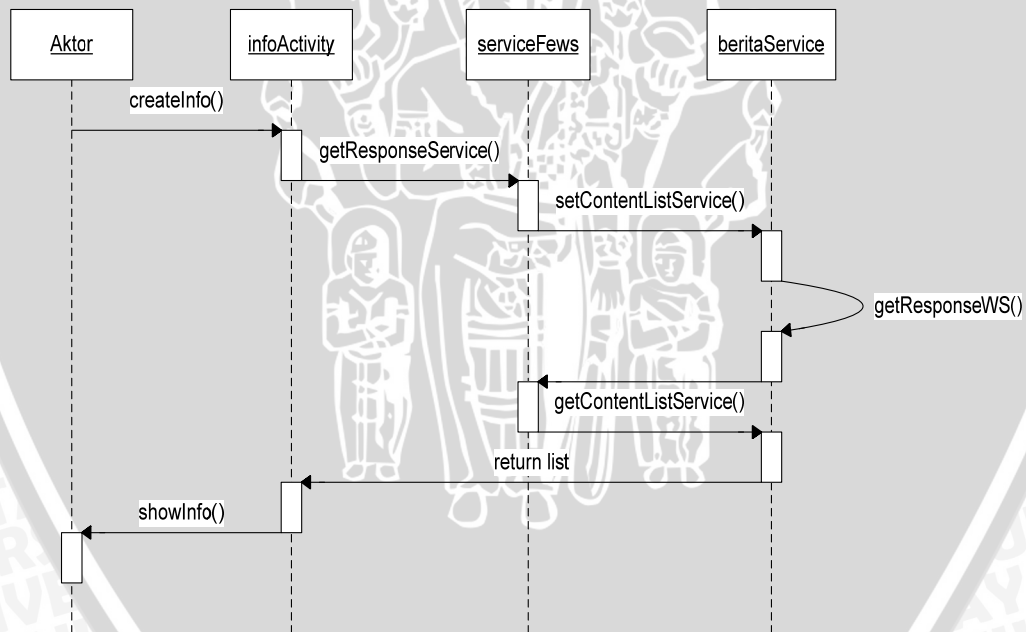 Aktor
infoActivity
serviceFews
beritaService
createInfo()
getResponseService()
setContentListService()
getResponseWS()
getContentListService()
return list
showInfo()